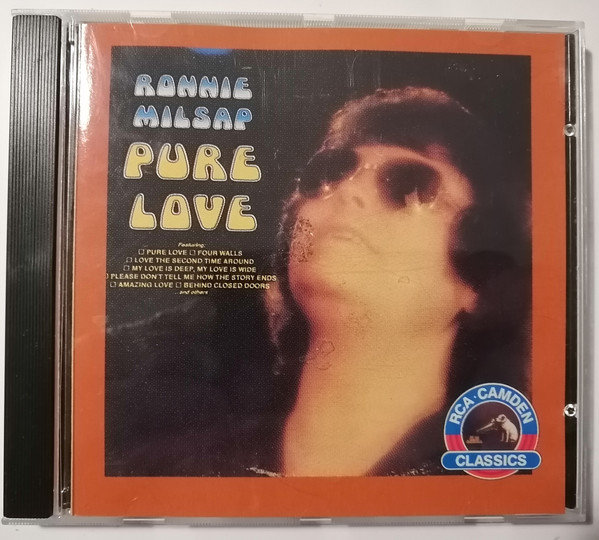 RONNIE
MILSAP
PURE
LOVE
Featuring:
☐ PURE LOVE ☐ FOUR WALLS
☐ LOVE THE SECOND TIME AROUND
☐ MY LOVE IS DEEP, MY LOVE IS WIDE
☐ PLEASE DON'T TELL ME HOW THE STORY ENDS
☐ AMAZING LOVE ☐ BEHIND CLOSED DOORS
...and others
RCA·CAMDEN
CLASSICS